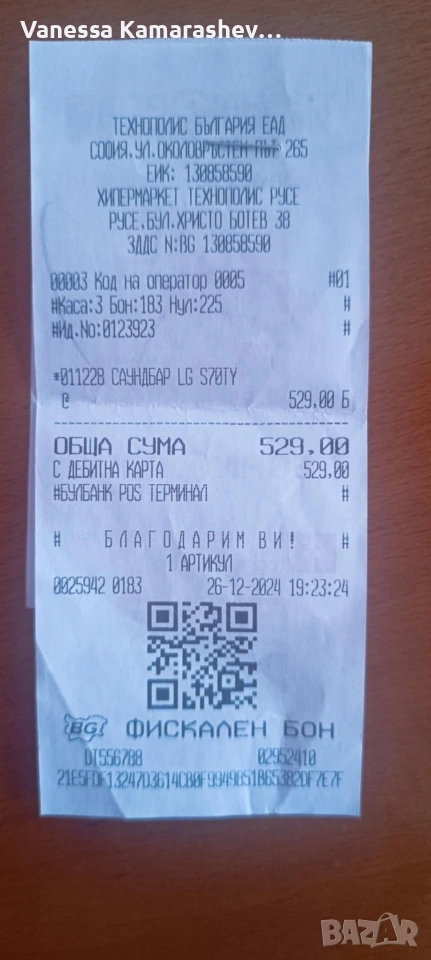 Vanessa Kamarashev...
ТЕХНОПОЛИС БЪЛГАРИЯ ЕАД
СОФИЯ.УЛ.ОКОЛОВРЪСТЕН ПЪТ 265
ЕИК: 130858590
ХИПЕРМАРКЕТ ТЕХНОПОЛИС РУСЕ
РУСЕ,БУЛ.ХРИСТО БОТЕВ 38
ЗДДС N:BG 130858590
00003 Код на оператор 0005 #01
#Каса:3 Бон:183 Нул:225 #
#Ид.No:0123923 #
*011228 САУНДБАР LG S70TY
@ 529,00 Б
ОБЩА СУМА 529,00
С ДЕБИТНА КАРТА 529,00
#БУЛБАНК POS ТЕРМИНАЛ #
# БЛАГОДАРИМ ВИ! #
1 АРТИКУЛ
0025942 0183 26-12-2024 19:23:24
BG ФИСКАЛЕН БОН
DT556788 02952410
21E5FDF13247D3614CB0F9949851B65382DF7E7F
BAZAR